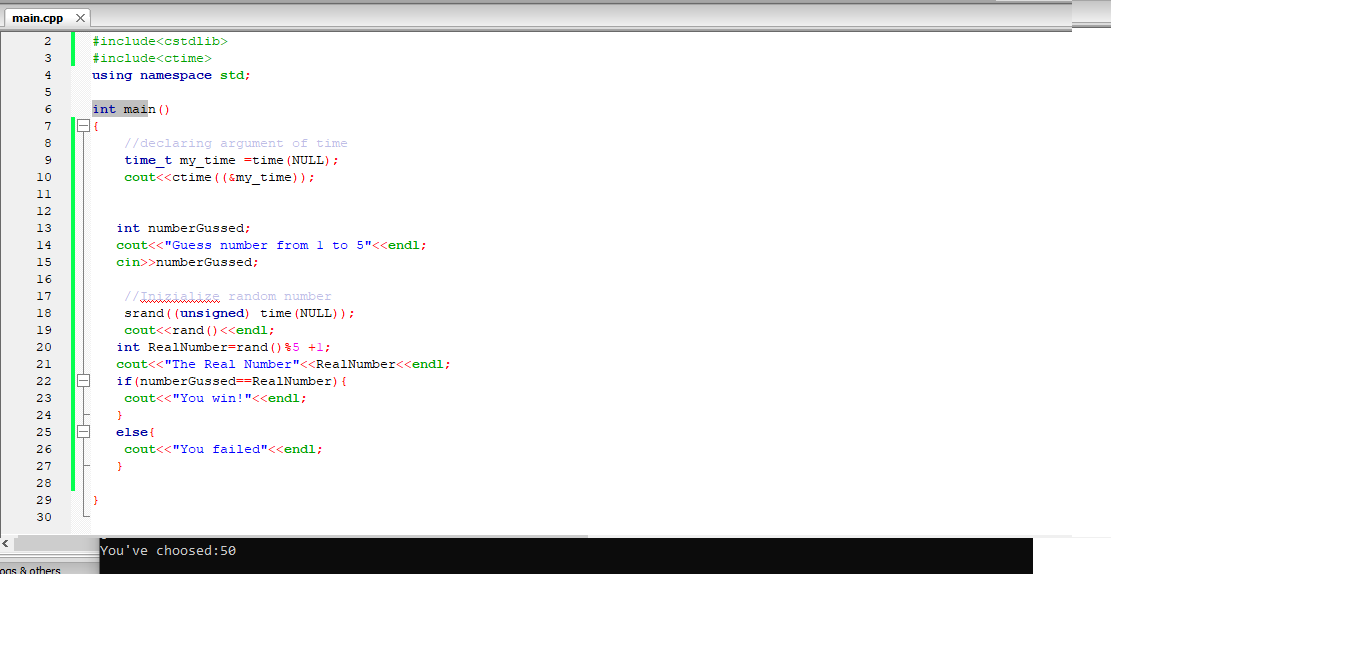 main.cpp
2 #include<cstdlib>
3 #include<ctime>
4 using namespace std;
5
6 int main()
7 {
8 //declaring argument of time
9 time_t my_time =time(NULL);
10 cout<<ctime((&my_time));
11
12
13 int numberGussed;
14 cout<<"Guess number from 1 to 5"<<endl;
15 cin>>numberGussed;
16
17 //Inizialize random number
18 srand((unsigned) time(NULL));
19 cout<<rand()<<endl;
20 int RealNumber=rand()%5 +1;
21 cout<<"The Real Number"<<RealNumber<<endl;
22 if(numberGussed==RealNumber){
23 cout<<"You win!"<<endl;
24 }
25 else{
26 cout<<"You failed"<<endl;
27 }
28
29 }
30
You've choosed:50
ogs & others